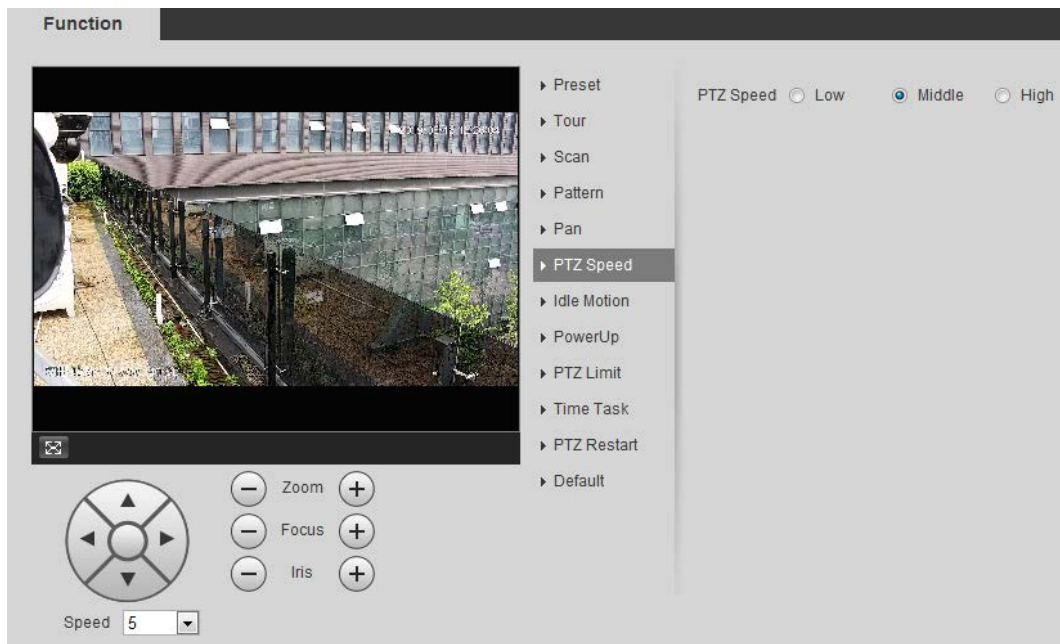 Function
Preset
Tour
Scan
Pattern
Pan
PTZ Speed
Idle Motion
PowerUp
PTZ Limit
Time Task
PTZ Restart
Default
PTZ Speed Low Middle High
Zoom
Focus
Iris
Speed 5